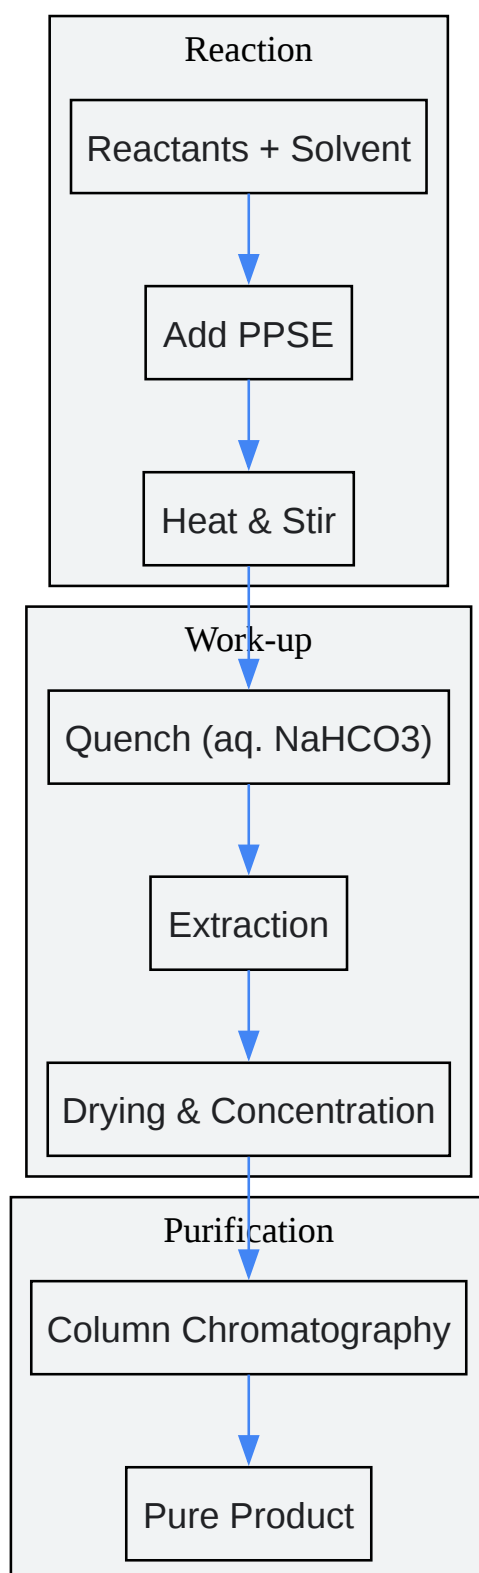 Reaction
Reactants + Solvent
Add PPSE
Heat & Stir
Work-up
Quench (aq. NaHCO3)
Extraction
Drying & Concentration
Purification
Column Chromatography
Pure Product